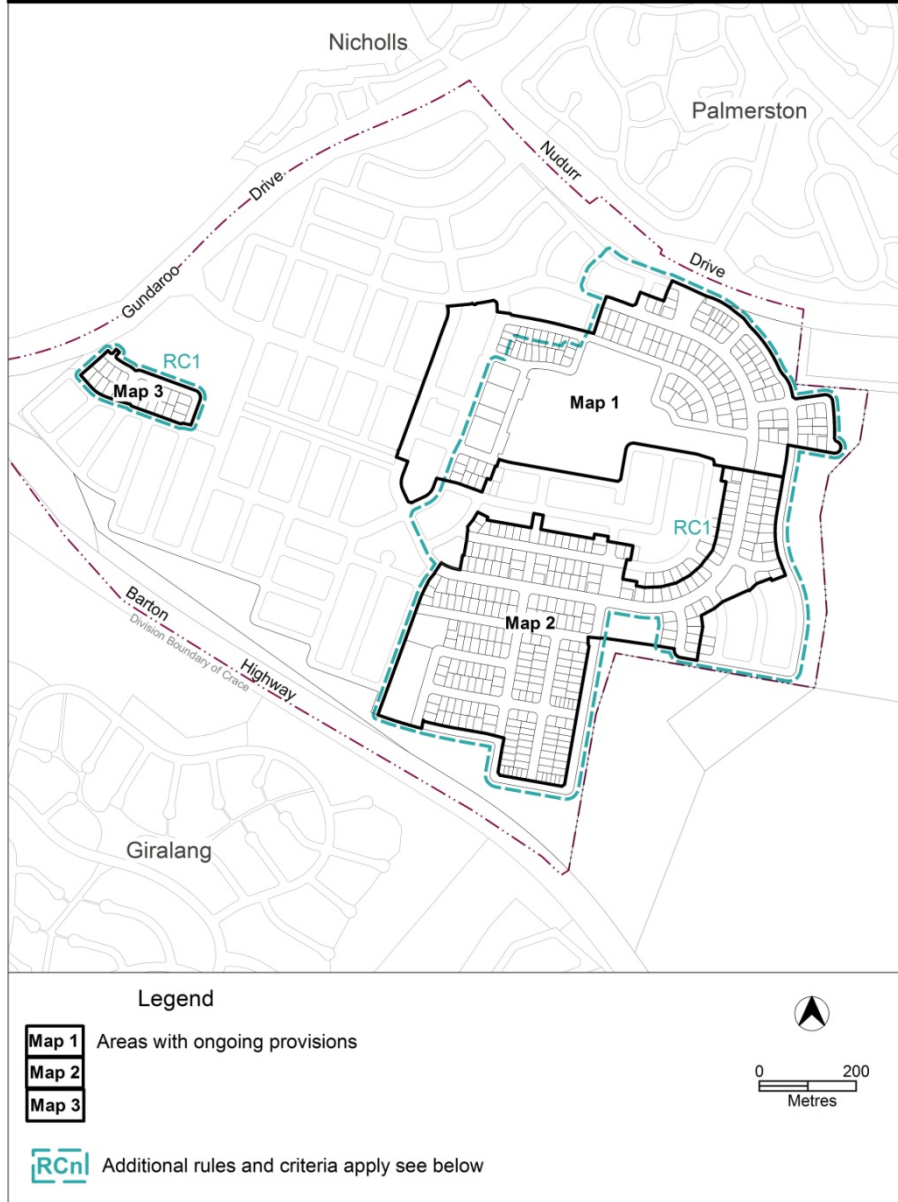 Nicholls
Palmerston
Nudurr
Drive
Drive
Gundaroo
RC1
Map 3
Map 1
RC1
Map 2
Barton
Highway
Division Boundary of Crace
Giralang
Legend
Map 1 Areas with ongoing provisions
Map 2
Map 3
0 200
Metres
RCn Additional rules and criteria apply see below